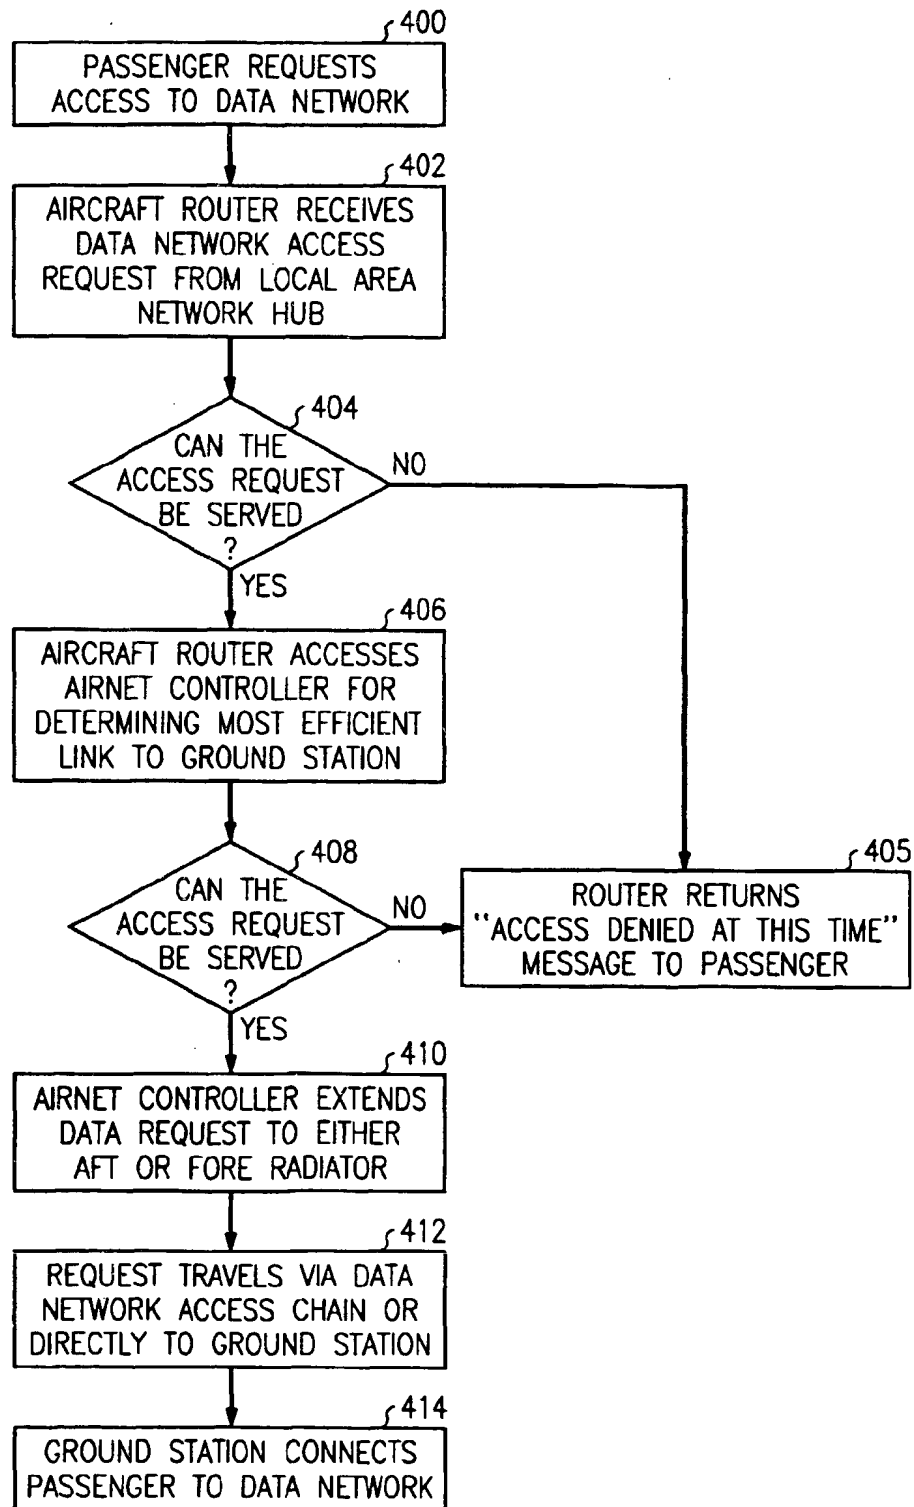 400
PASSENGER REQUESTS
ACCESS TO DATA NETWORK
402
AIRCRAFT ROUTER RECEIVES
DATA NETWORK ACCESS
REQUEST FROM LOCAL AREA
NETWORK HUB
404
CAN THE
ACCESS REQUEST
BE SERVED
?
NO
YES
406
AIRCRAFT ROUTER ACCESSES
AIRNET CONTROLLER FOR
DETERMINING MOST EFFICIENT
LINK TO GROUND STATION
408
CAN THE
ACCESS REQUEST
BE SERVED
?
NO
YES
405
ROUTER RETURNS
"ACCESS DENIED AT THIS TIME"
MESSAGE TO PASSENGER
410
AIRNET CONTROLLER EXTENDS
DATA REQUEST TO EITHER
AFT OR FORE RADIATOR
412
REQUEST TRAVELS VIA DATA
NETWORK ACCESS CHAIN OR
DIRECTLY TO GROUND STATION
414
GROUND STATION CONNECTS
PASSENGER TO DATA NETWORK